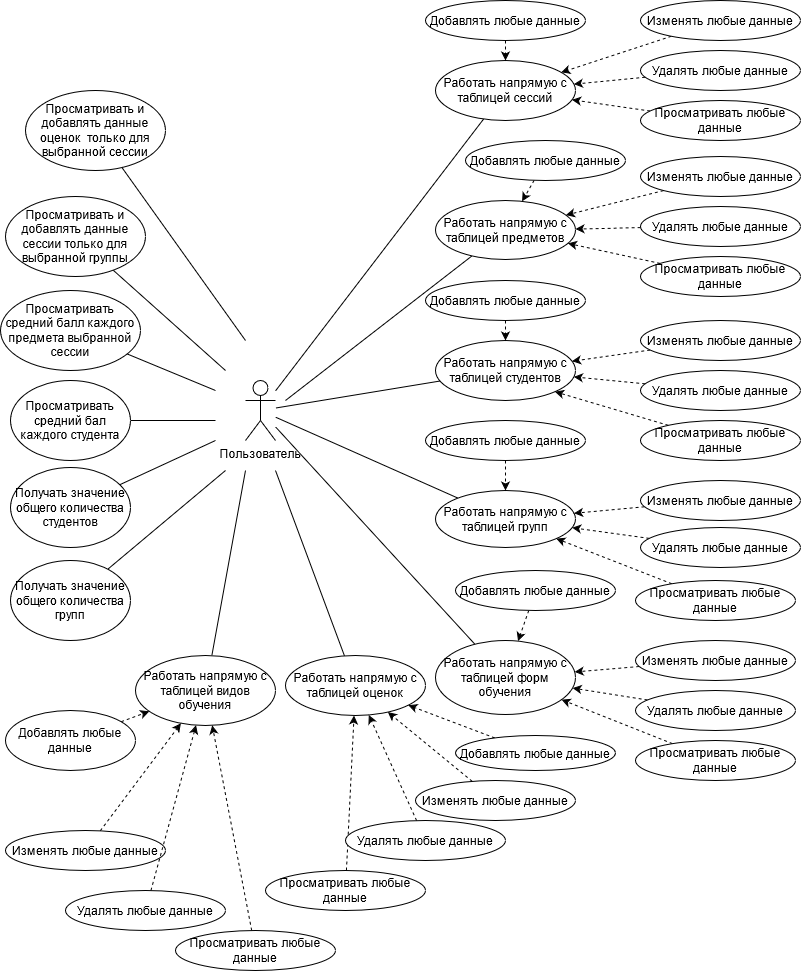 Добавлять любые данные
Изменять любые данные
Работать напрямую с
таблицей сессий
Удалять любые данные
Просматривать любые
данные
Просматривать и
добавлять данные
оценок только для
выбранной сессии
Добавлять любые данные
Изменять любые данные
Работать напрямую с
таблицей предметов
Удалять любые данные
Просматривать любые
данные
Просматривать и
добавлять данные
сессии только для
выбранной группы
Добавлять любые данные
Изменять любые данные
Работать напрямую с
таблицей студентов
Удалять любые данные
Просматривать любые
данные
Просматривать
средний балл каждого
предмета выбранной
сессии
Просматривать
средний бал
каждого студента
Пользователь
Добавлять любые данные
Изменять любые данные
Работать напрямую с
таблицей групп
Удалять любые данные
Просматривать любые
данные
Получать значение
общего количества
студентов
Получать значение
общего количества
групп
Добавлять любые данные
Изменять любые данные
Работать напрямую с
таблицей форм
обучения
Удалять любые данные
Просматривать любые
данные
Работать напрямую с
таблицей видов
обучения
Работать напрямую с
таблицей оценок
Добавлять любые
данные
Добавлять любые данные
Изменять любые данные
Удалять любые данные
Просматривать любые
данные
Изменять любые данные
Удалять любые данные
Просматривать любые
данные